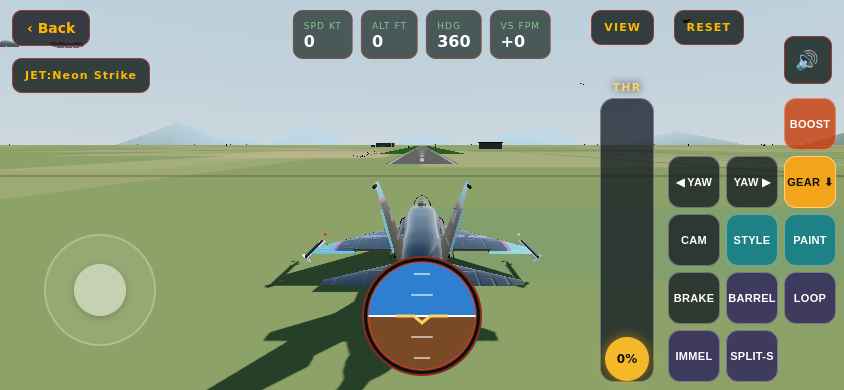 ‹ Back
SPD KT
0
ALT FT
0
HDG
360
VS FPM
+0
VIEW
RESET
🔊
JET:Neon Strike
THR
BOOST
◀ YAW
YAW ▶
GEAR ⬇
CAM
STYLE
PAINT
BRAKE
BARREL
LOOP
IMMEL
SPLIT-S
0%